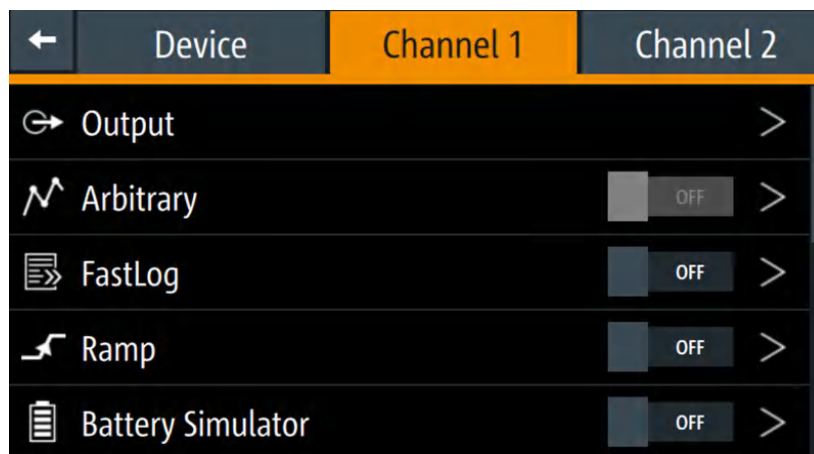 Device Channel 1 Channel 2
Output
Arbitrary OFF
FastLog OFF
Ramp OFF
Battery Simulator OFF